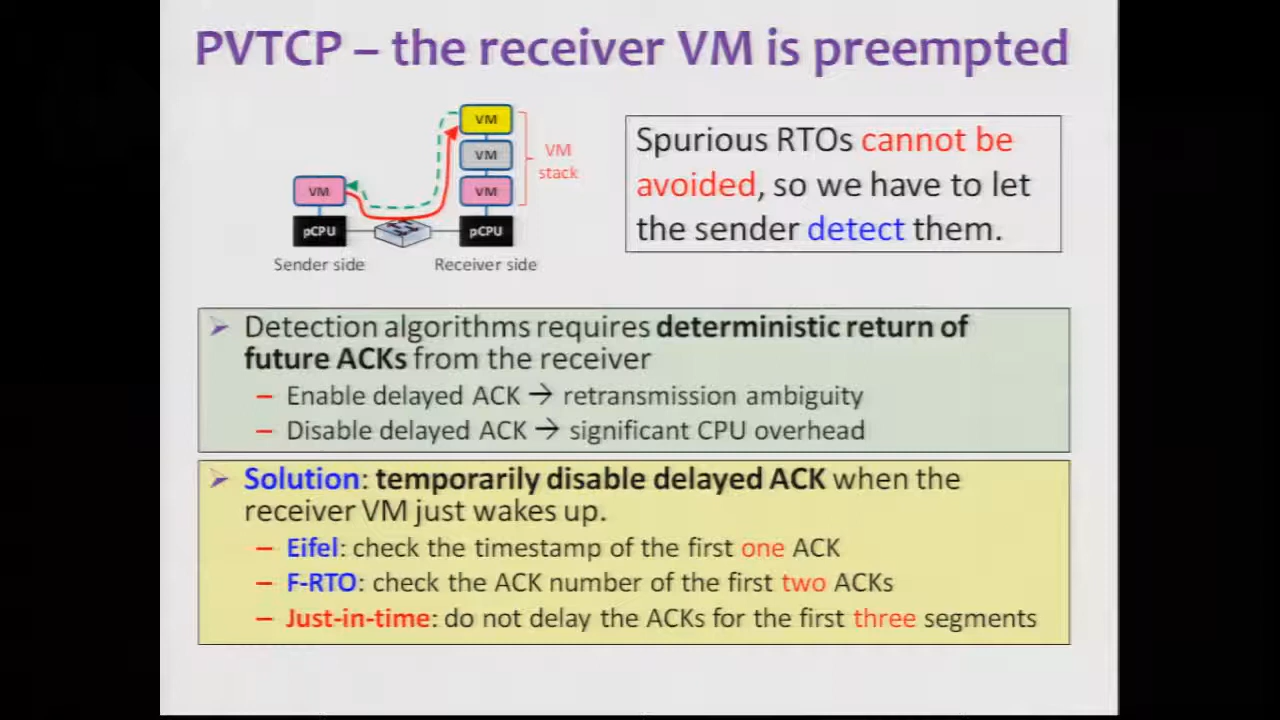 PVTCP – the receiver VM is preempted
VM
VM
VM
VM
stack
VM
pCPU
pCPU
Sender side
Receiver side
Spurious RTOs cannot be
avoided, so we have to let
the sender detect them.
➢ Detection algorithms requires deterministic return of
future ACKs from the receiver
– Enable delayed ACK → retransmission ambiguity
– Disable delayed ACK → significant CPU overhead
➢ Solution: temporarily disable delayed ACK when the
receiver VM just wakes up.
– Eifel: check the timestamp of the first one ACK
– F-RTO: check the ACK number of the first two ACKs
– Just-in-time: do not delay the ACKs for the first three segments